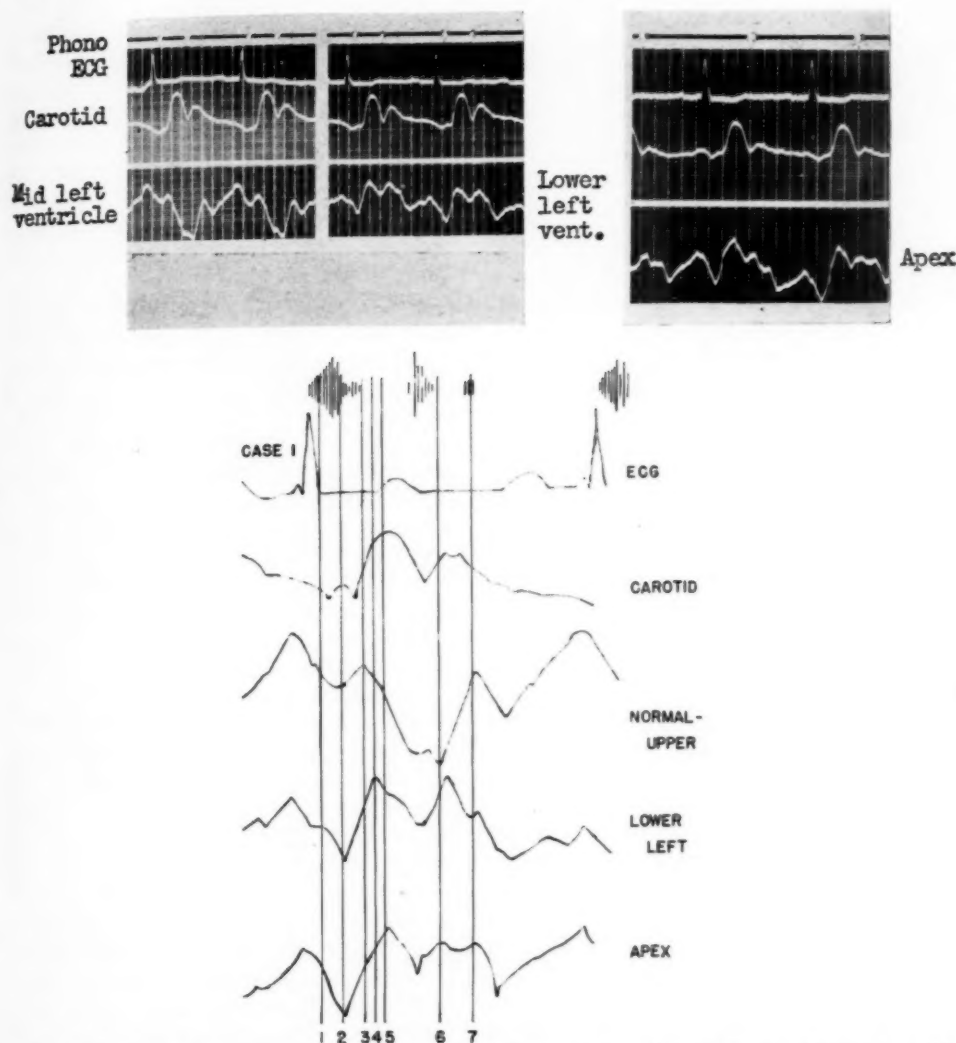 Phono
ECG
Carotid
Mid left
ventricle
Lower
left
vent.
Apex
CASE 1
ECG
CAROTID
NORMAL-
UPPER
LOWER
LEFT
APEX
1 2 3 4 5 6 7